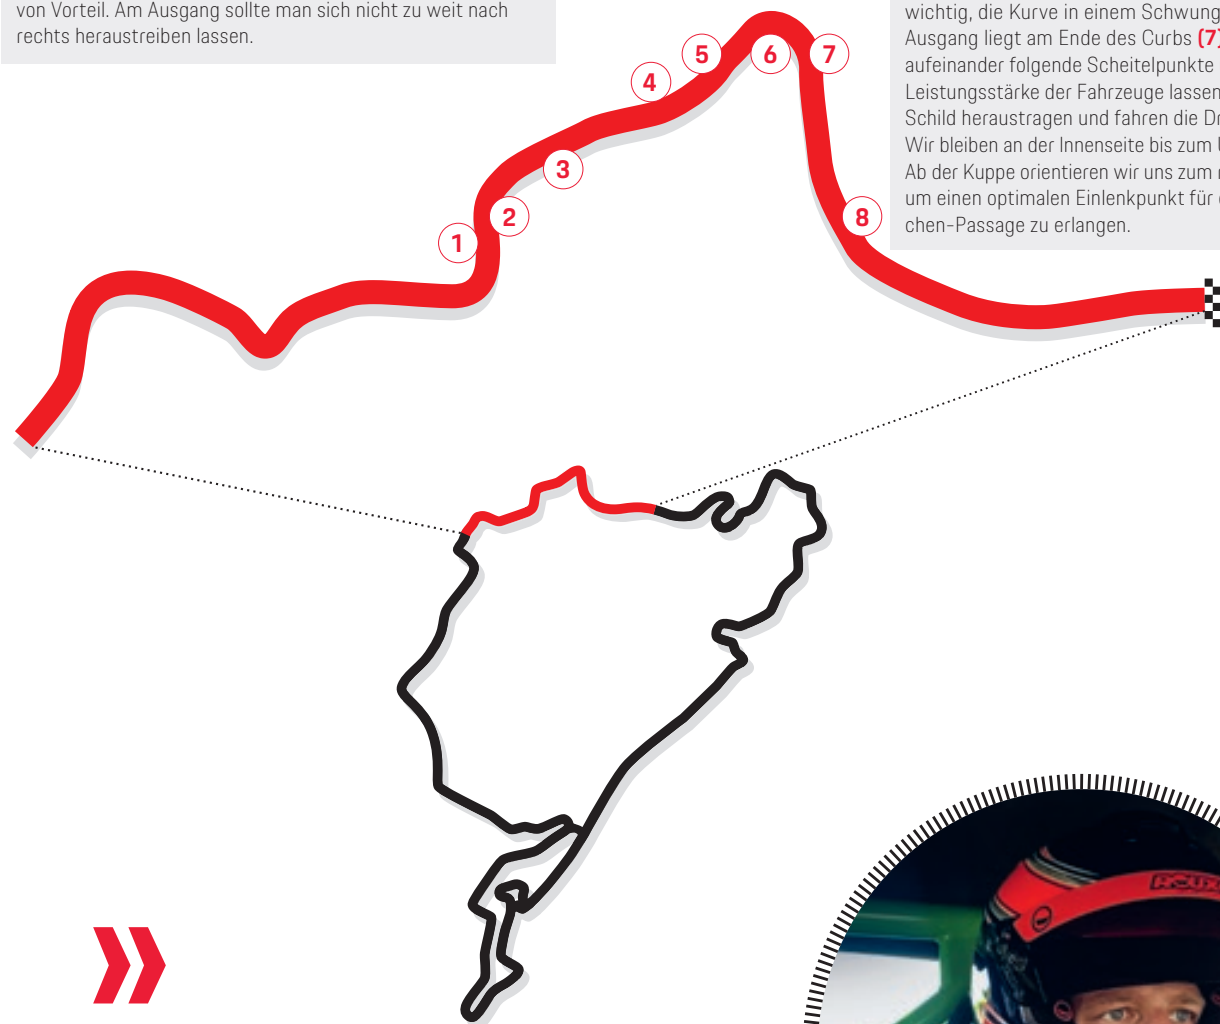 von Vorteil. Am Ausgang sollte man sich nicht zu weit nach
rechts heraustreiben lassen.
wichtig, die Kurve in einem Schwung
Ausgang liegt am Ende des Curbs (7)
aufeinander folgende Scheitelpunkte
Leistungsstärke der Fahrzeuge lassen
Schild heraustragen und fahren die
Wir bleiben an der Innenseite bis zum
Ab der Kuppe orientieren wir uns zum
um einen optimalen Einlenkpunkt für
chen-Passage zu erlangen.
1
2
3
4
5
6
7
8